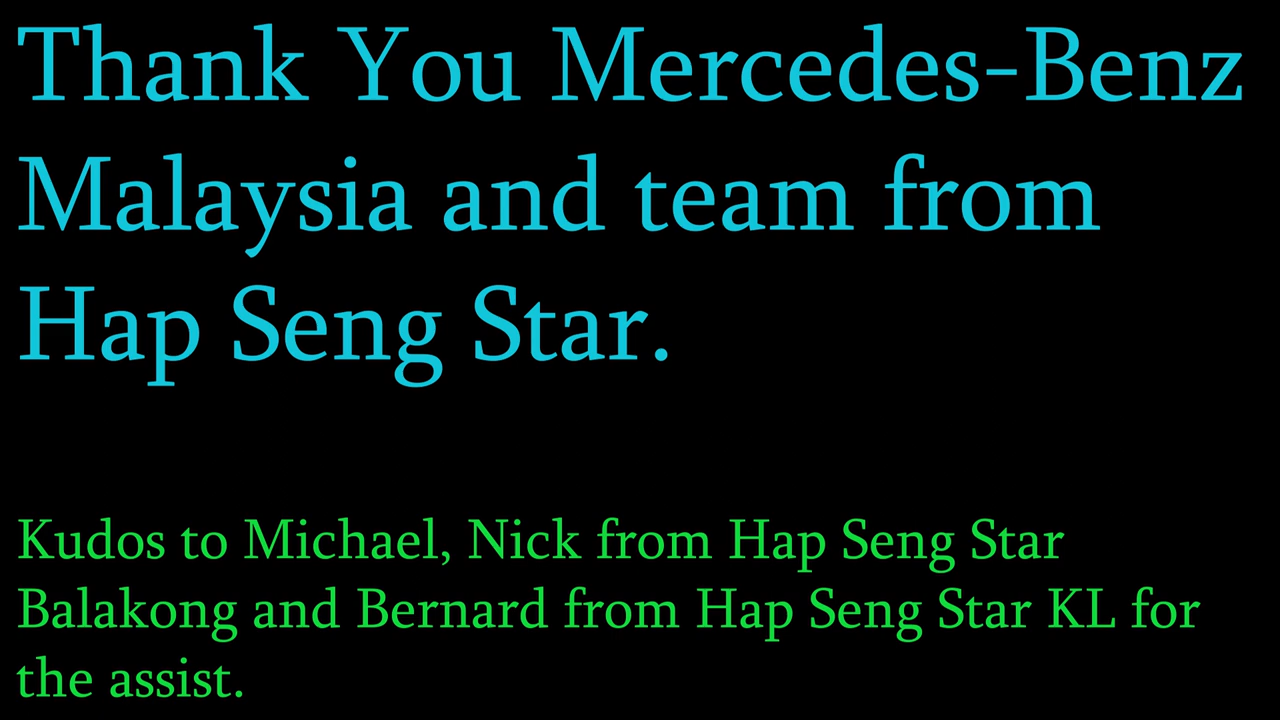 Thank You Mercedes-Benz
Malaysia and team from
Hap Seng Star.
Kudos to Michael, Nick from Hap Seng Star
Balakong and Bernard from Hap Seng Star KL for
the assist.